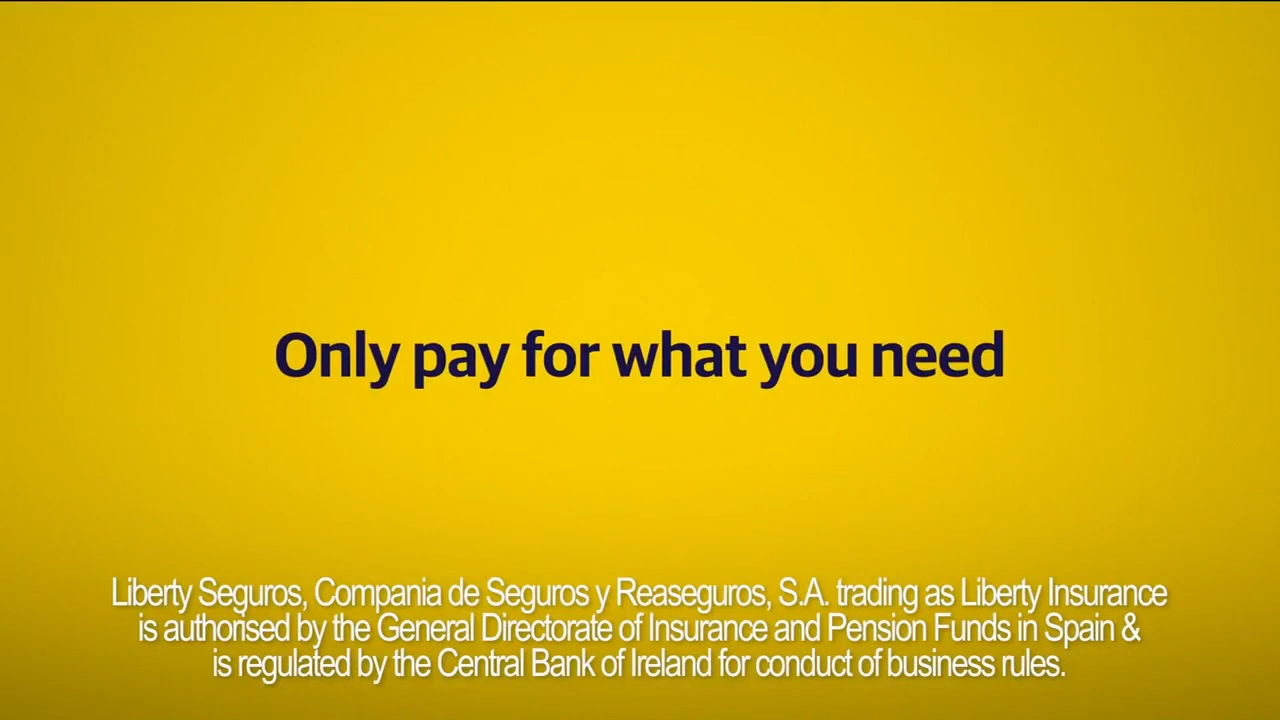 Only pay for what you need
Liberty Seguros, Compania de Seguros y Reaseguros, S.A. trading as Liberty Insurance
is authorised by the General Directorate of Insurance and Pension Funds in Spain &
is regulated by the Central Bank of Ireland for conduct of business rules.